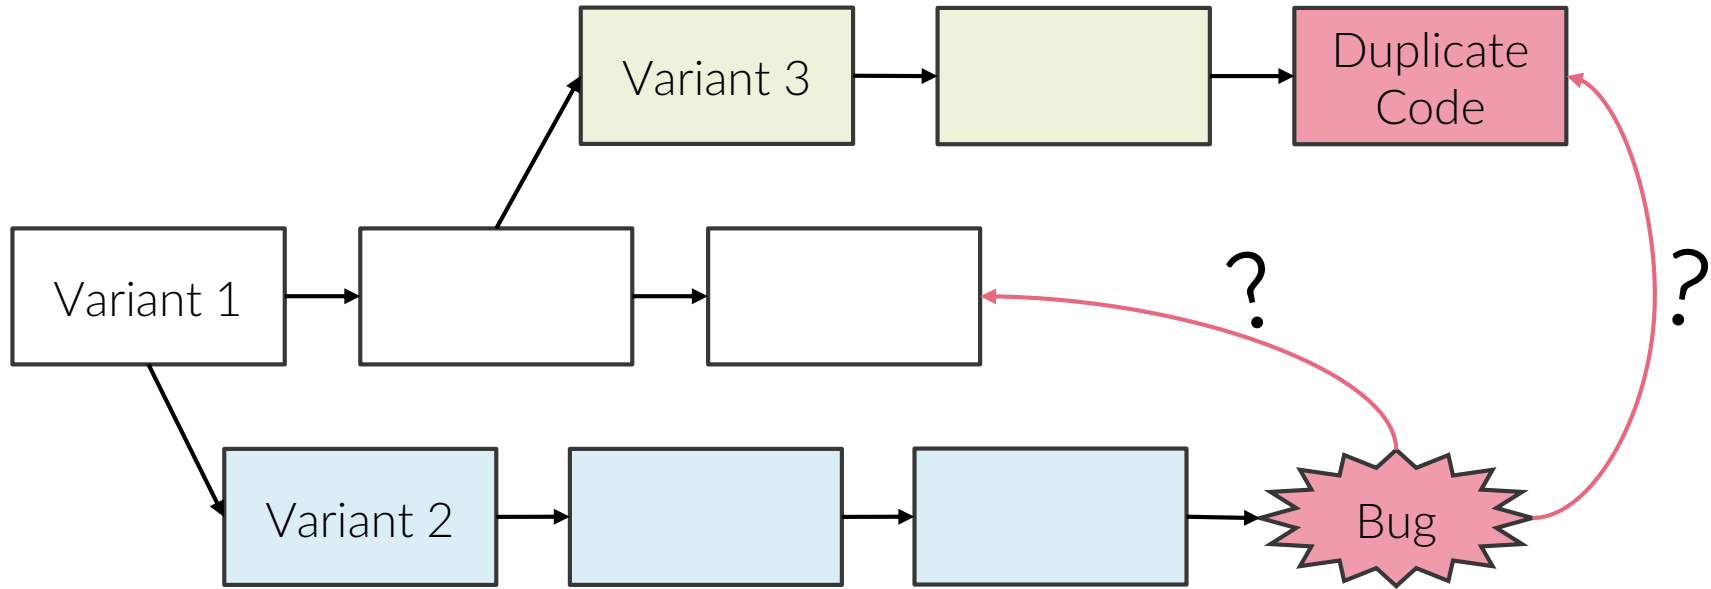 Variant 3
Duplicate
Code
Variant 1
?
?
Variant 2
Bug